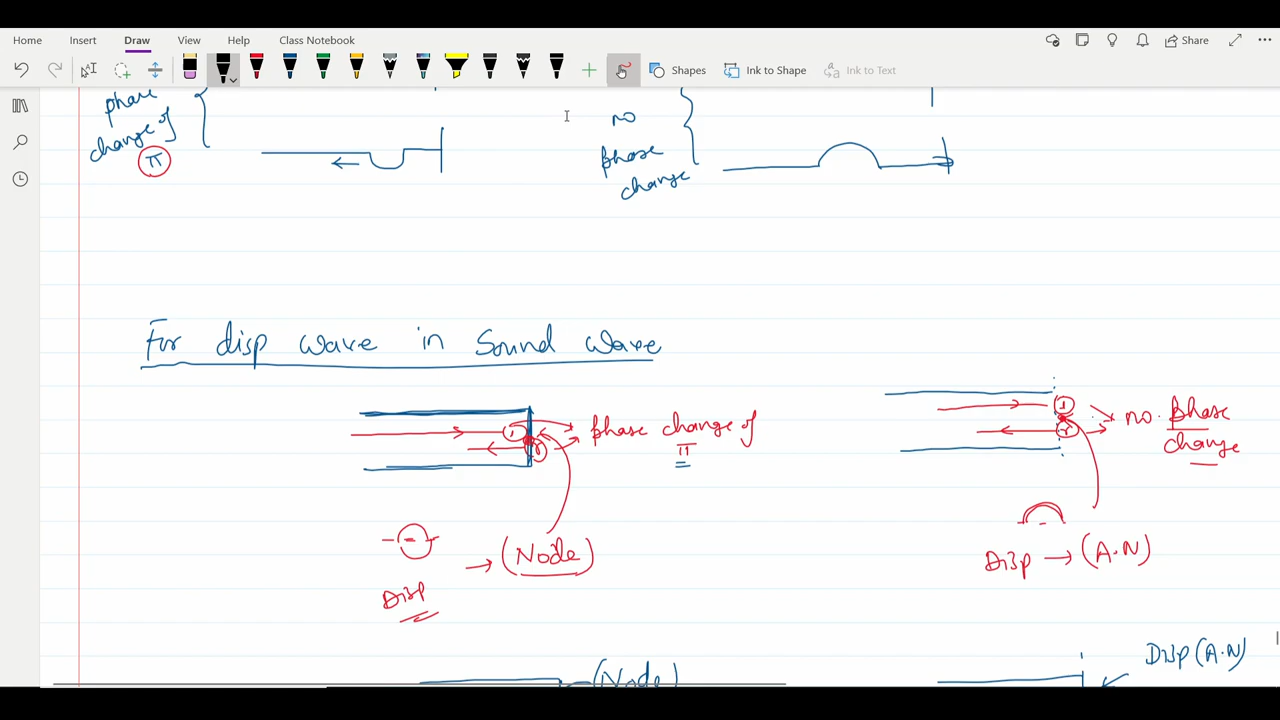 Home Insert Draw View Help Class Notebook
Share
Shapes Ink to Shape Ink to Text
phase
change of
π
no
phase
change
For disp wave in Sound wave
phase change of
π
no. phase
change
→ (Node)
Disp
Disp → (A.N)
(Node)
Disp (A.N)